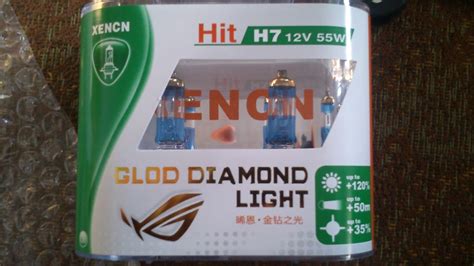 XENCN
Hit H7 12V 55W
XENCN
GLOD DIAMOND
LIGHT
晞恩·金钻之光
up to
+120%
up to
+50m
up to
+35%